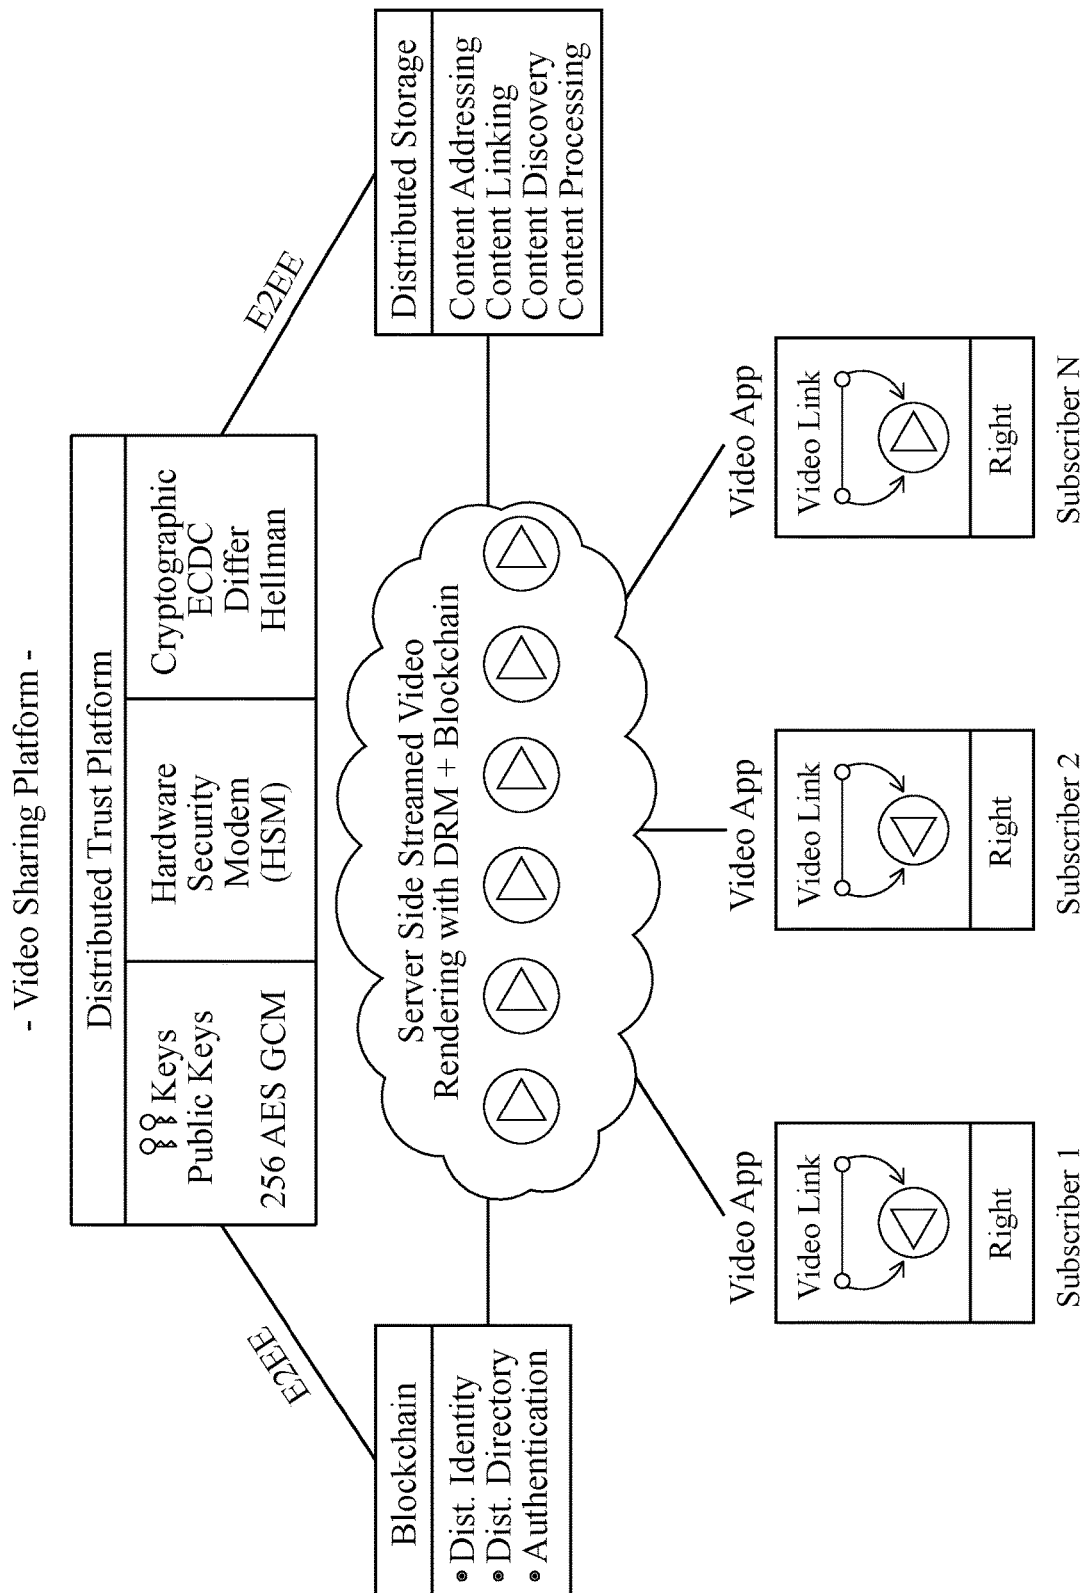 - Video Sharing Platform -
Distributed Trust Platform
Keys
Public Keys
256 AES GCM
Hardware
Security
Modem
(HSM)
Cryptographic
ECDC
Differ
Hellman
E2EE
E2EE
Blockchain
• Dist. Identity
• Dist. Directory
• Authentication
Server Side Streamed Video
Rendering with DRM + Blockchain
Distributed Storage
Content Addressing
Content Linking
Content Discovery
Content Processing
Video App
Video Link
Right
Subscriber 1
Video App
Video Link
Right
Subscriber 2
Video App
Video Link
Right
Subscriber N